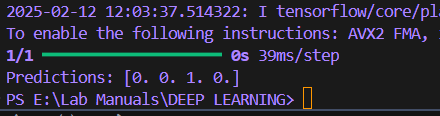 2025-02-12 12:03:37.514322: I tensorflow/core/pla
To enable the following instructions: AVX2 FMA,
1/1 ━━━━━━━━━━━━━━━━━━━━ 0s 39ms/step
Predictions: [0. 0. 1. 0.]
PS E:\Lab Manuals\DEEP LEARNING>